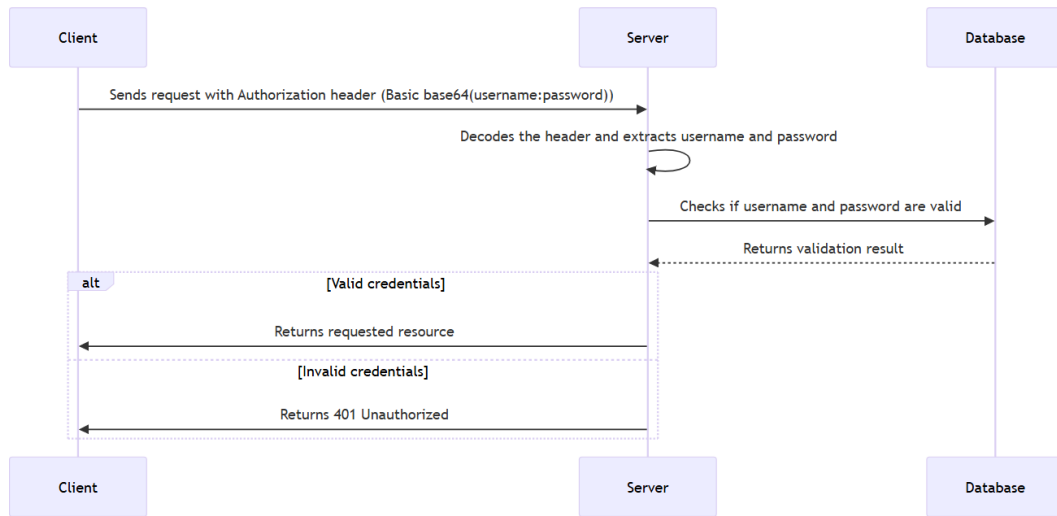 Client
Server
Database
Sends request with Authorization header (Basic base64(username:password))
Decodes the header and extracts username and password
Checks if username and password are valid
Returns validation result
alt
[Valid credentials]
Returns requested resource
[Invalid credentials]
Returns 401 Unauthorized
Client
Server
Database